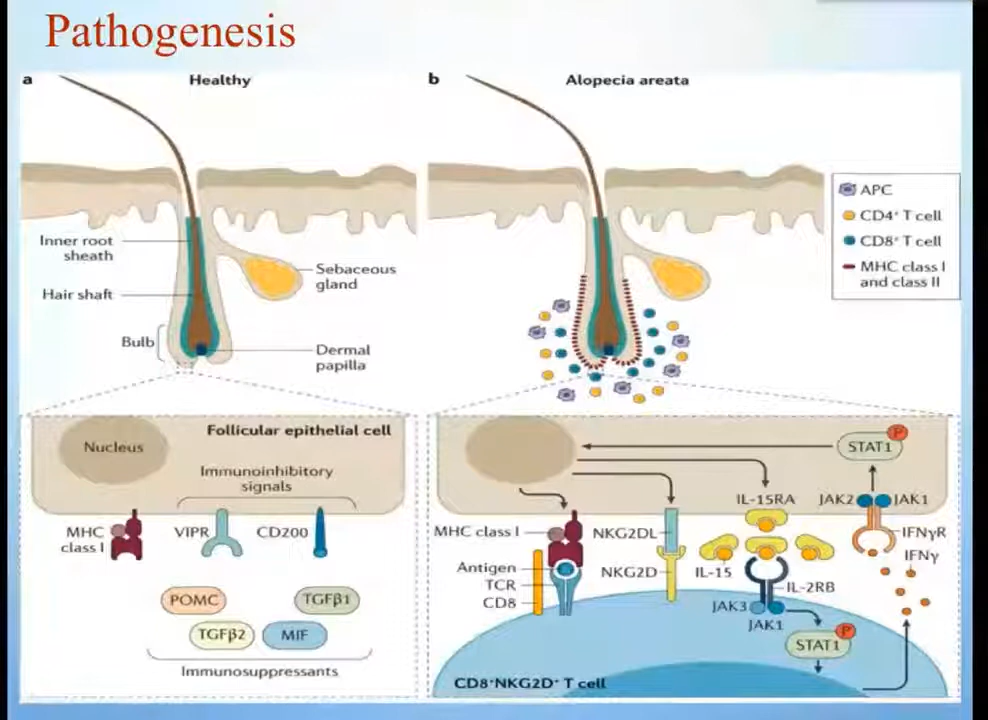 Pathogenesis
a
Healthy
Inner root
sheath
Hair shaft
Bulb
Sebaceous
gland
Dermal
papilla
Nucleus
Follicular epithelial cell
Immunoinhibitory
signals
MHC
class I
VIPR
CD200
POMC
TGFβ1
TGFβ2
MIF
Immunosuppressants
b
Alopecia areata
APC
CD4⁺ T cell
CD8⁺ T cell
MHC class I
and class II
P
STAT1
IL-15RA
JAK2
JAK1
MHC class I
NKG2DL
IFNγR
IFNγ
Antigen
TCR
CD8
NKG2D
IL-15
IL-2RB
JAK3
JAK1
P
STAT1
CD8⁺NKG2D⁺ T cell